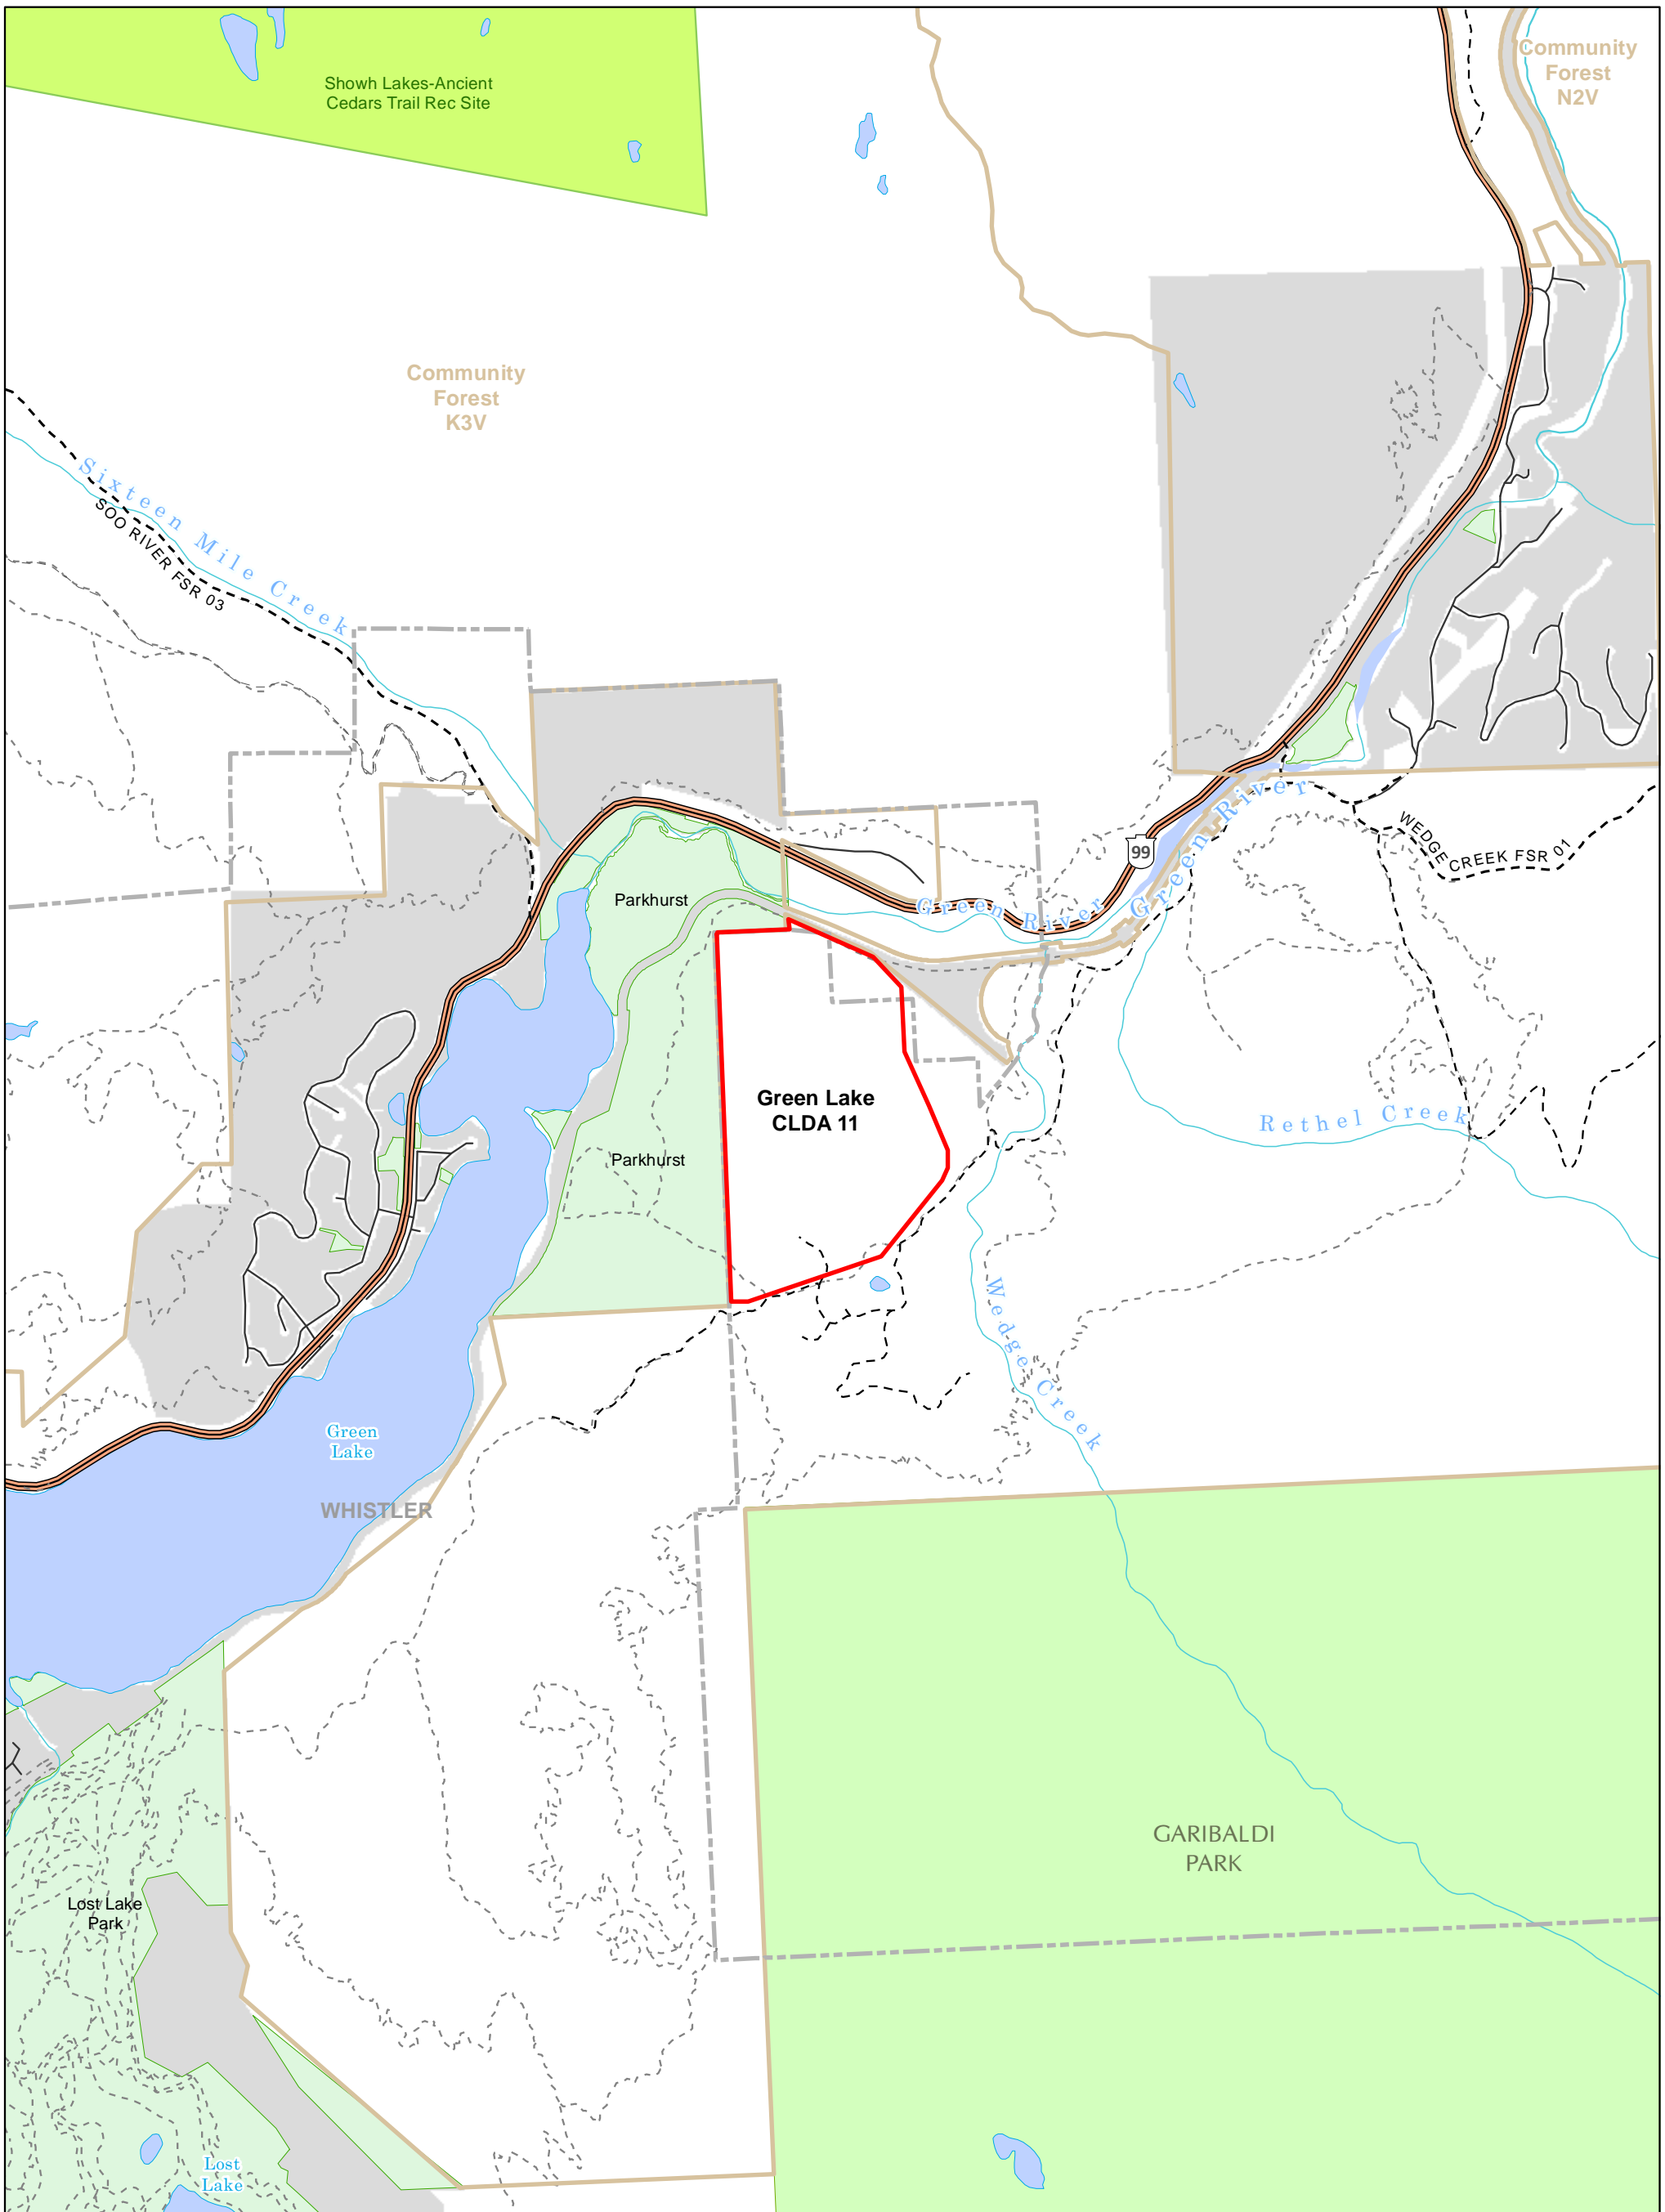 Community
Forest
N2V
Showh Lakes-Ancient
Cedars Trail Rec Site
Community
Forest
K3V
Sixteen Mile Creek
SOO RIVER FSR 03
99
Green River
WEDGE CREEK FSR 01
Parkhurst
Green River
Green Lake
CLDA 11
Rethel Creek
Parkhurst
Wedge Creek
Green
Lake
WHISTLER
GARIBALDI
PARK
Lost Lake
Park
Lost
Lake